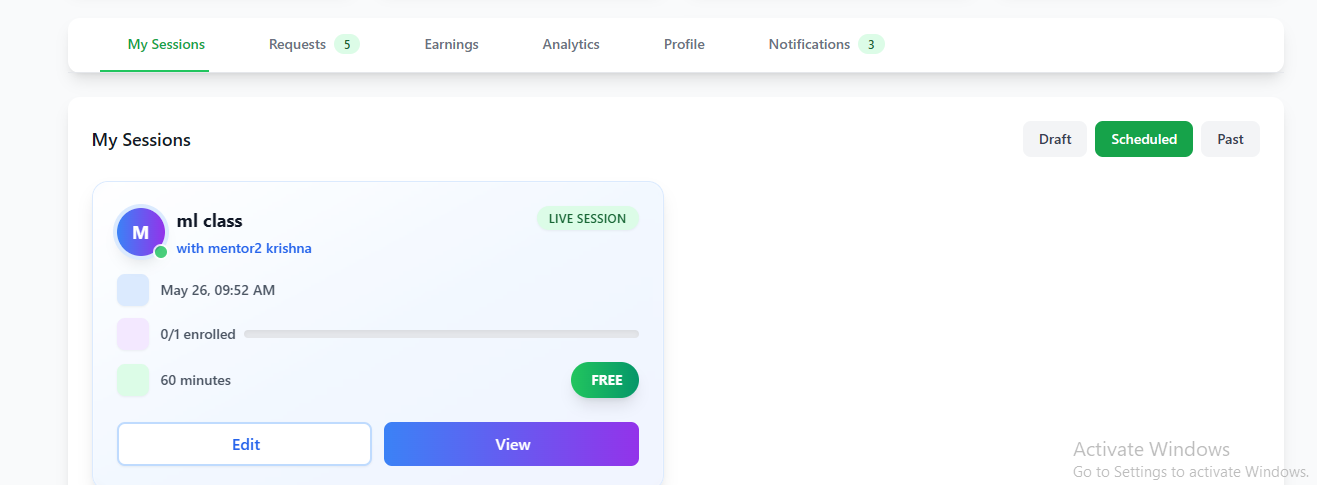 My Sessions Requests 5 Earnings Analytics Profile Notifications 3
My Sessions Draft Scheduled Past
M ml class LIVE SESSION
with mentor2 krishna
May 26, 09:52 AM
0/1 enrolled
60 minutes FREE
Edit View
Activate Windows
Go to Settings to activate Windows.